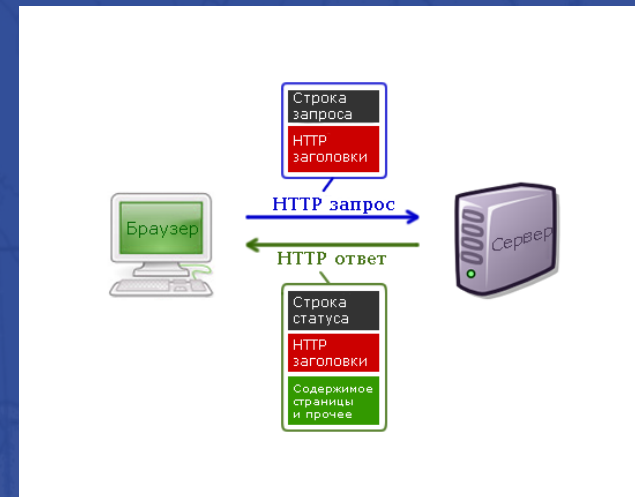 Строка
запроса
HTTP
заголовки
HTTP запрос
Браузер
Сервер
HTTP ответ
Строка
статуса
HTTP
заголовки
Содержимое
страницы
и прочее